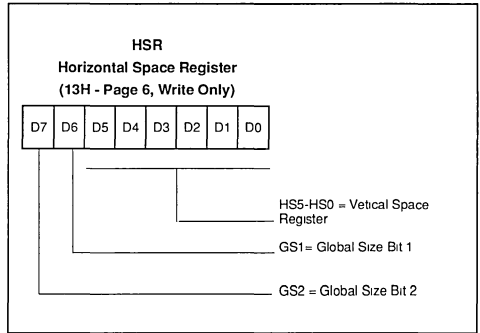 HSR
Horizontal Space Register
(13H - Page 6, Write Only)
D7 D6 D5 D4 D3 D2 D1 D0
HS5-HS0 = Vetical Space
Register
GS1= Global Size Bit 1
GS2 = Global Size Bit 2